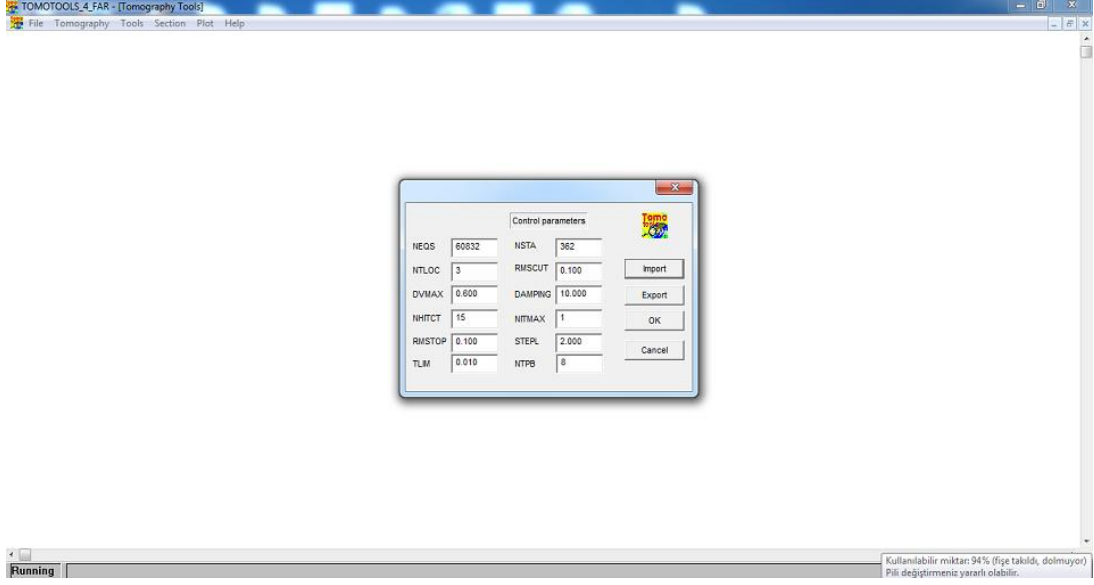 TOMOTOOLS_4_FAR - [Tomography Tools]
File Tomography Tools Section Plot Help
Control parameters
Tomo
NEQS 60832 NSTA 362
NTLOC 3 RMSCUT 0.100 Import
DVMAX 0.600 DAMPING 10.000 Export
NHITCT 15 NITMAX 1 OK
RMSTOP 0.100 STEPL 2.000 Cancel
TLIM 0.010 NTPB 8
Running
Kullanılabilir miktar: 94% (fişe takıldı, dolmuyor)
Pili değiştirmeniz yararlı olabilir.